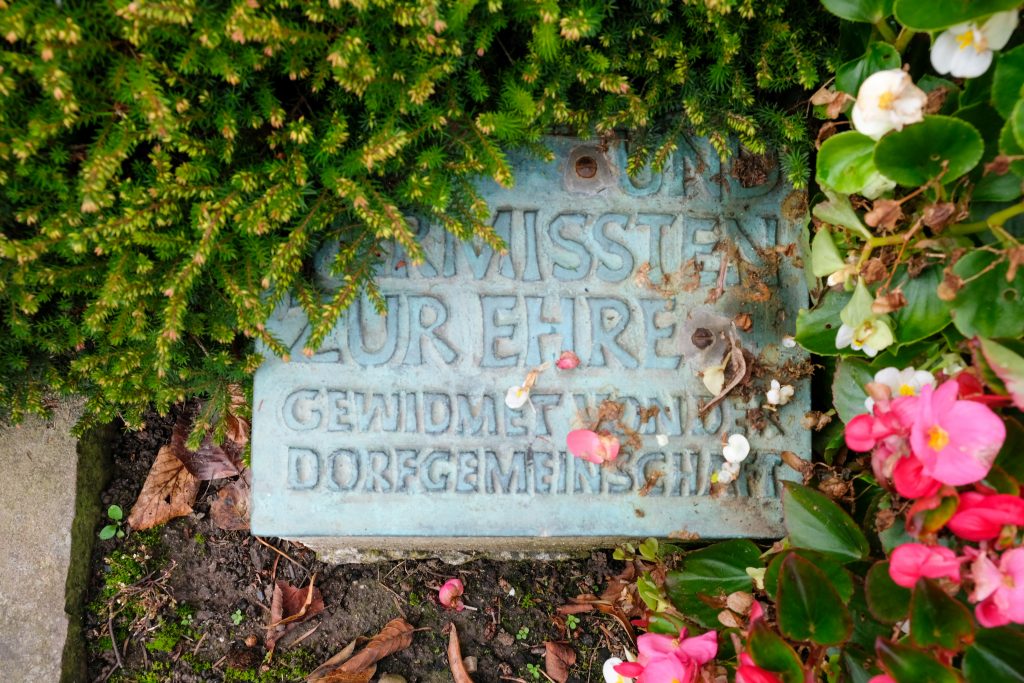 UND
ERMISSTEN
ZUR EHRE
GEWIDMET VON DER
DORFGEMEINSCHAFT